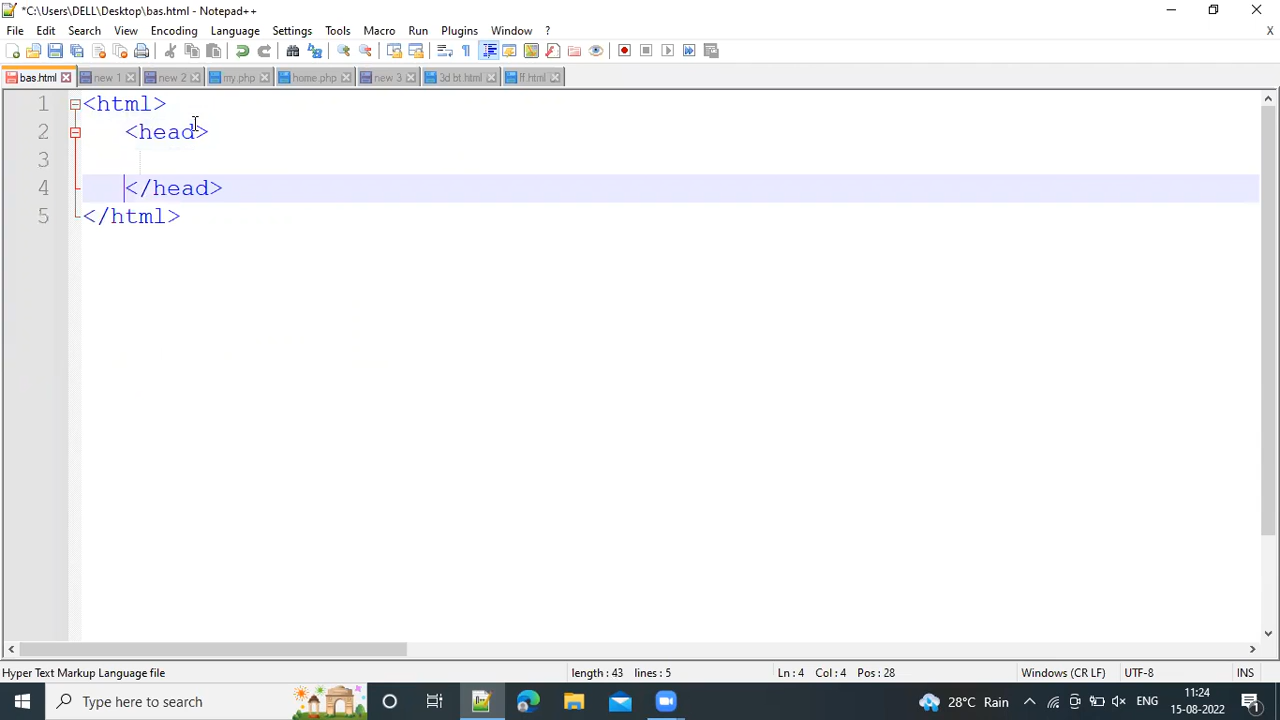 *C:\Users\DELL\Desktop\bas.html - Notepad++
File Edit Search View Encoding Language Settings Tools Macro Run Plugins Window ? X
bas.html new 1 new 2 my.php home.php new 3 3d bt.html ff html
1 <html>
2 <head>
3
4 </head>
5 </html>
Hyper Text Markup Language file length : 43 lines : 5 Ln : 4 Col : 4 Pos : 28 Windows (CR LF) UTF-8 INS
Type here to search 28°C Rain ENG 11:24
15-08-2022 1